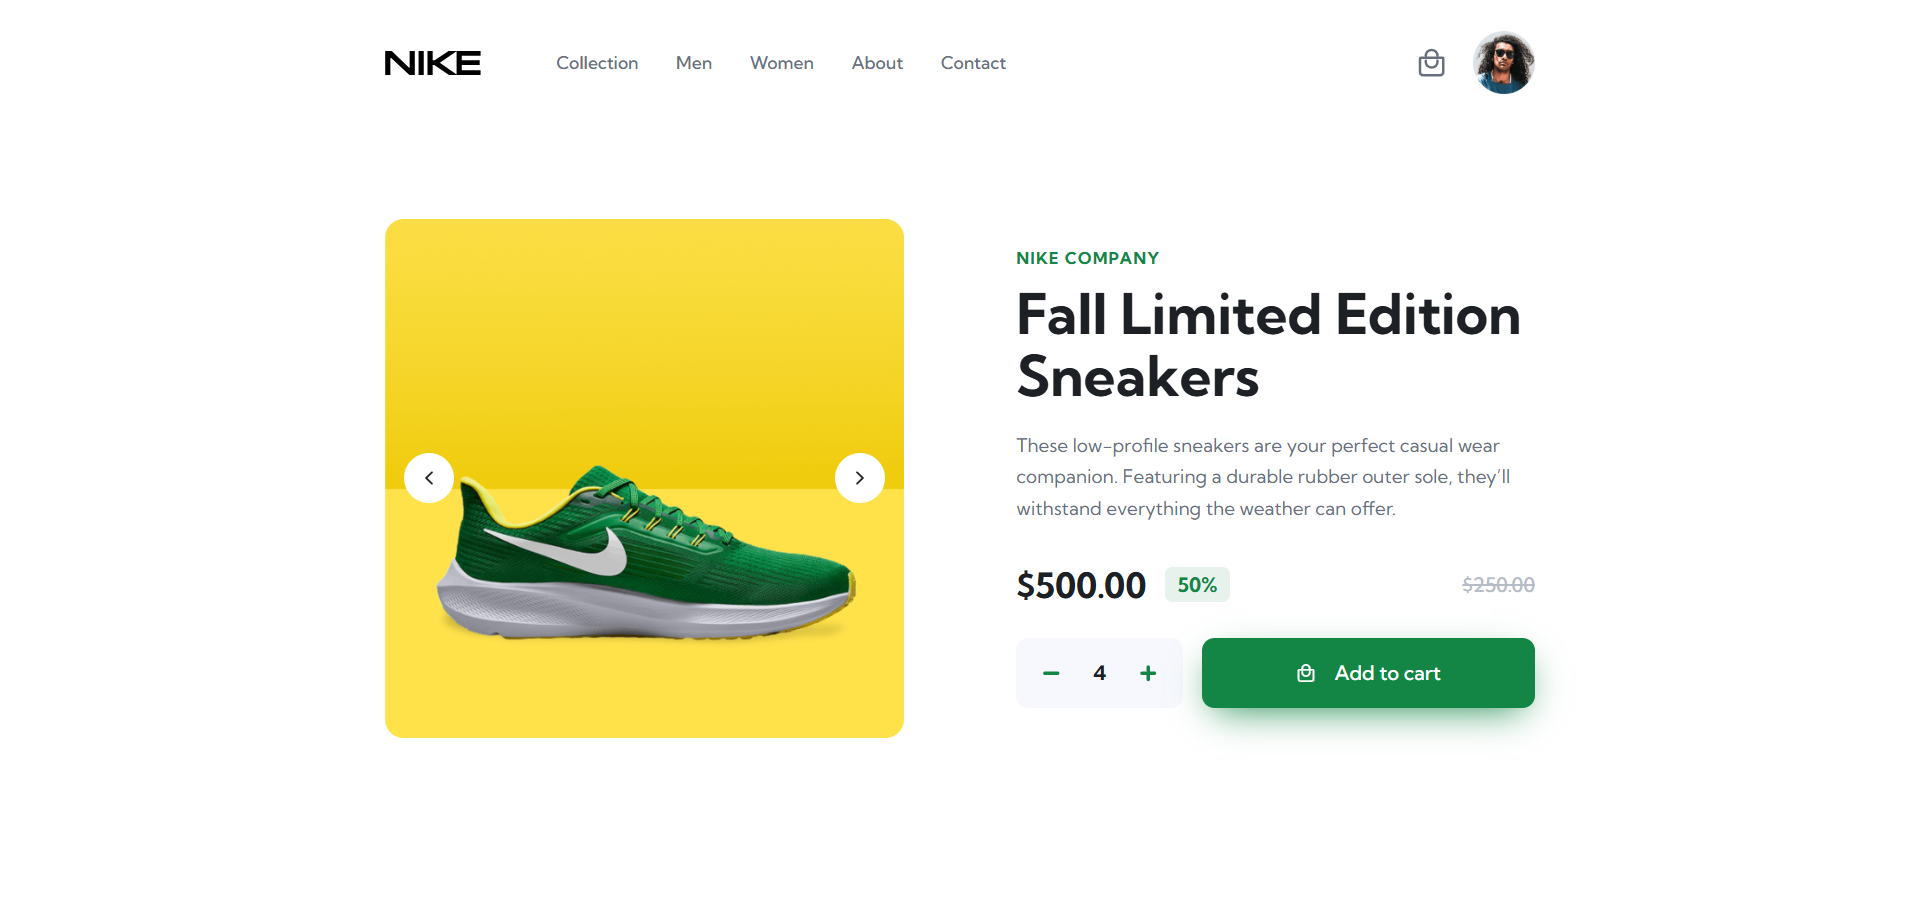 NIKE
Collection
Men
Women
About
Contact
NIKE COMPANY
Fall Limited Edition
Sneakers
These low-profile sneakers are your perfect casual wear
companion. Featuring a durable rubber outer sole, they’ll
withstand everything the weather can offer.
$500.00
50%
$250.00
4
Add to cart